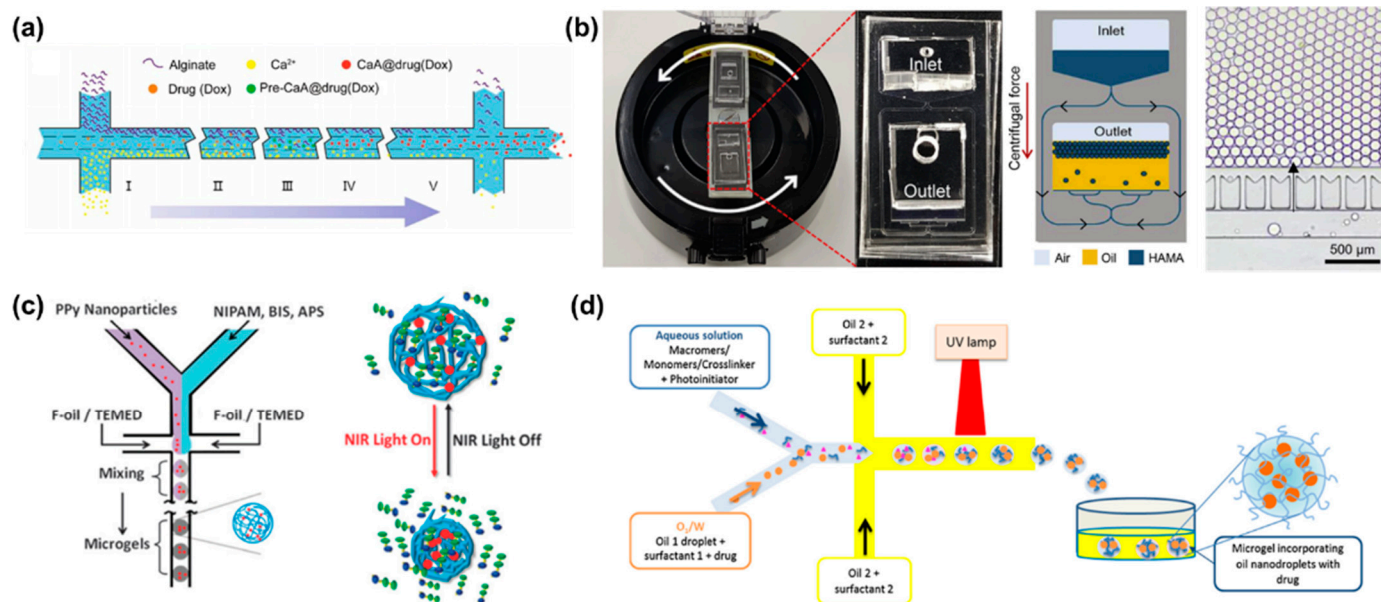 (a)
Alginate
Ca²⁺
CaA@drug(Dox)
Drug (Dox)
Pre-CaA@drug(Dox)
I
II
III
IV
V
(b)
Inlet
Outlet
Centrifugal force
Inlet
Outlet
Air
Oil
HAMA
500 μm
(c)
PPy Nanoparticles
NIPAM, BIS, APS
F-oil / TEMED
F-oil / TEMED
Mixing
Microgels
NIR Light On
NIR Light Off
(d)
Aqueous solution
Macromers/
Monomers/Crosslinker
+ Photoinitiator
O₁/W
Oil 1 droplet +
surfactant 1 + drug
Oil 2 +
surfactant 2
Oil 2 +
surfactant 2
UV lamp
Microgel incorporating
oil nanodroplets with
drug